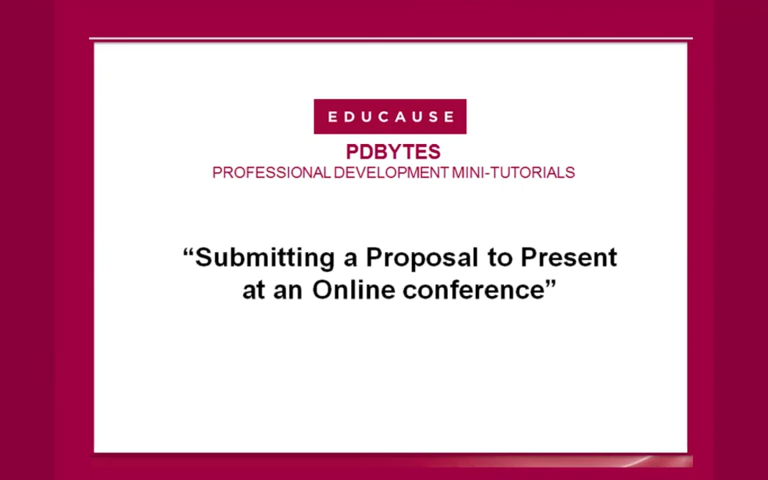 EDUCAUSE
PDBYTES
PROFESSIONAL DEVELOPMENT MINI-TUTORIALS
“Submitting a Proposal to Present
at an Online conference”